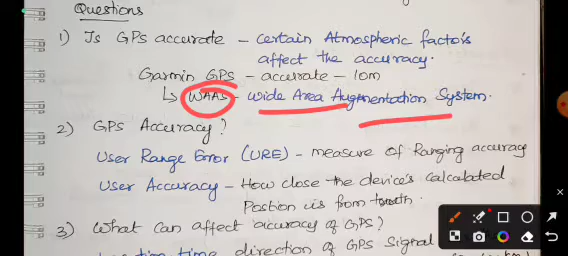 Questions
1) Is GPS accurate - certain Atmospheric factors
affect the accuracy.
Garmin GPS - accurate - 10m
↳ WAAS - Wide Area Augmentation System.
2) GPS Accuracy?
User Range Error (URE) - measure of Ranging accuracy
User Accuracy - How close the device's calculated
Position is from truth.
3) What can affect accuracy of GPS?
time, direction of GPS Signal